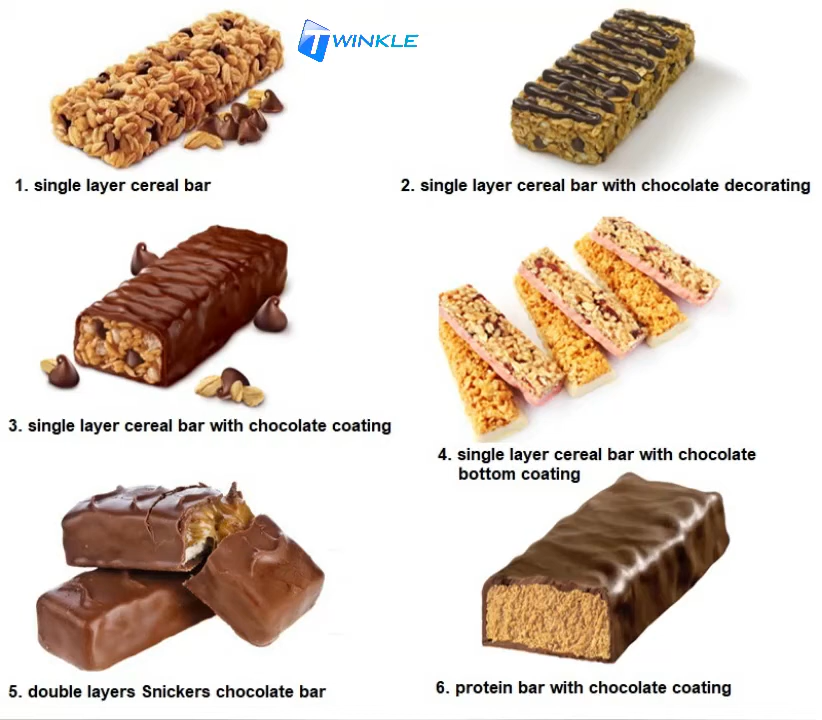 TWINKLE
1. single layer cereal bar
2. single layer cereal bar with chocolate decorating
3. single layer cereal bar with chocolate coating
4. single layer cereal bar with chocolate
bottom coating
5. double layers Snickers chocolate bar
6. protein bar with chocolate coating